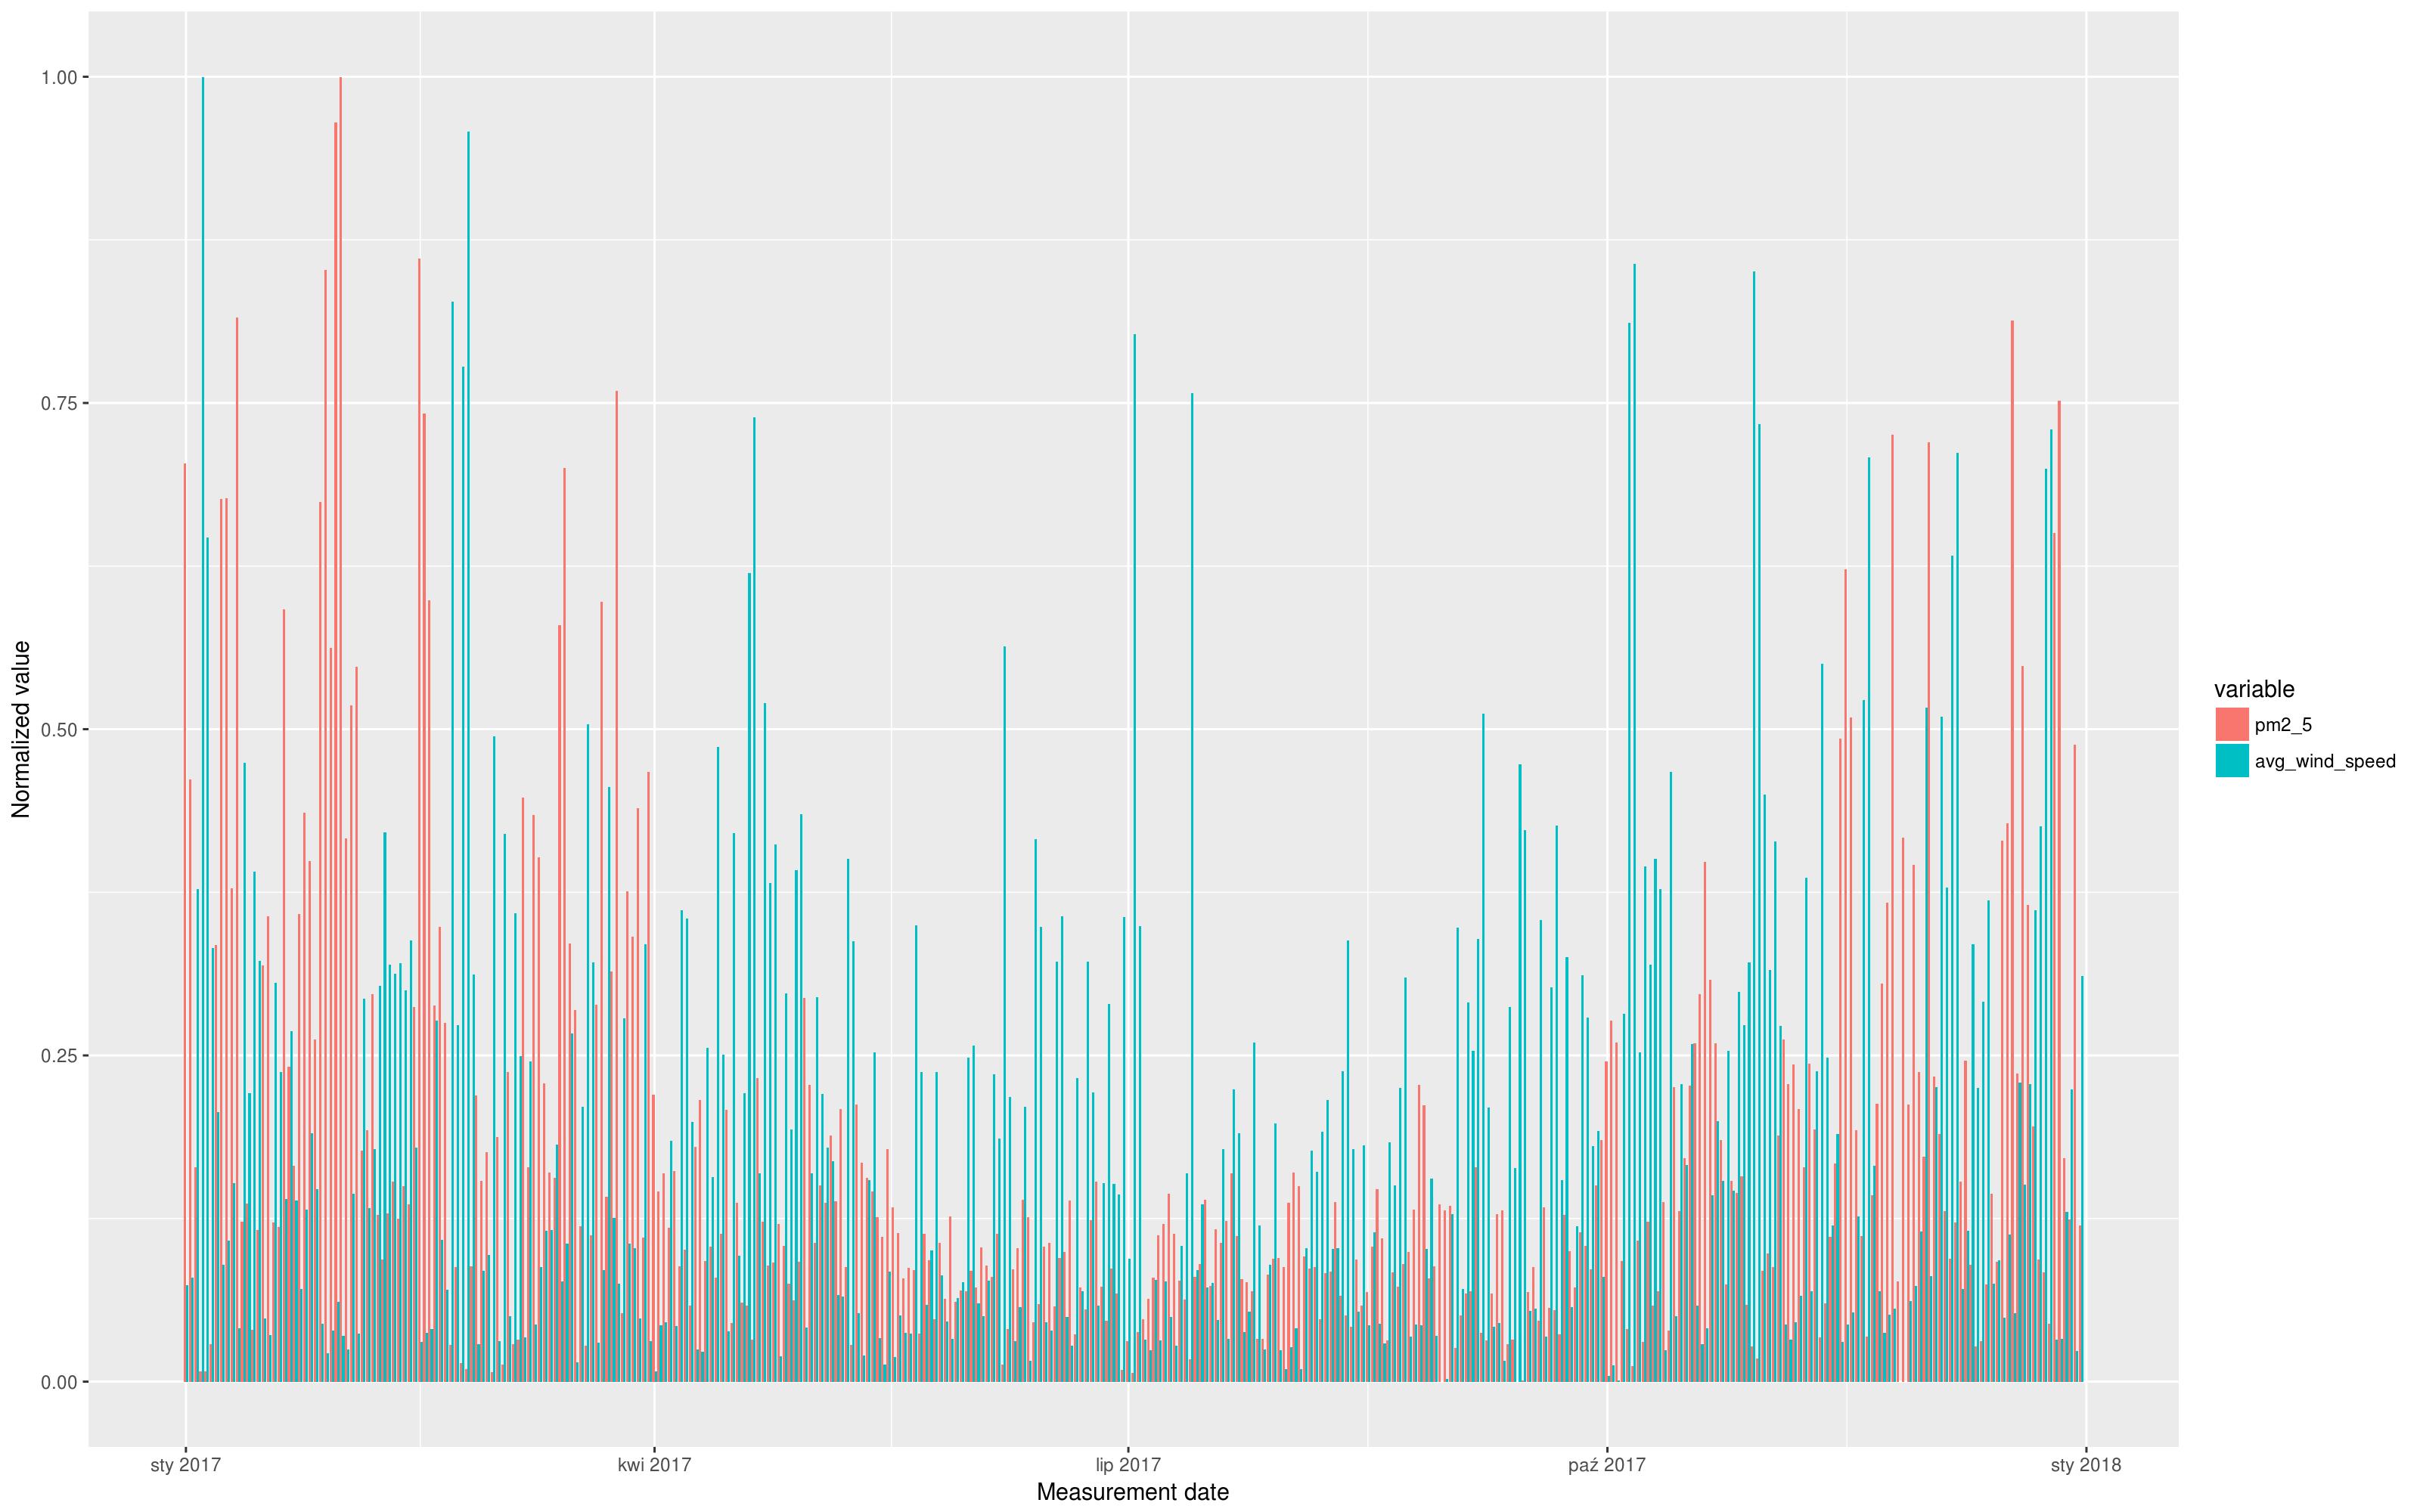 1.00
0.75
0.50
0.25
0.00
Normalized value
sty 2017
kwi 2017
lip 2017
paź 2017
sty 2018
Measurement date
variable
pm2_5
avg_wind_speed